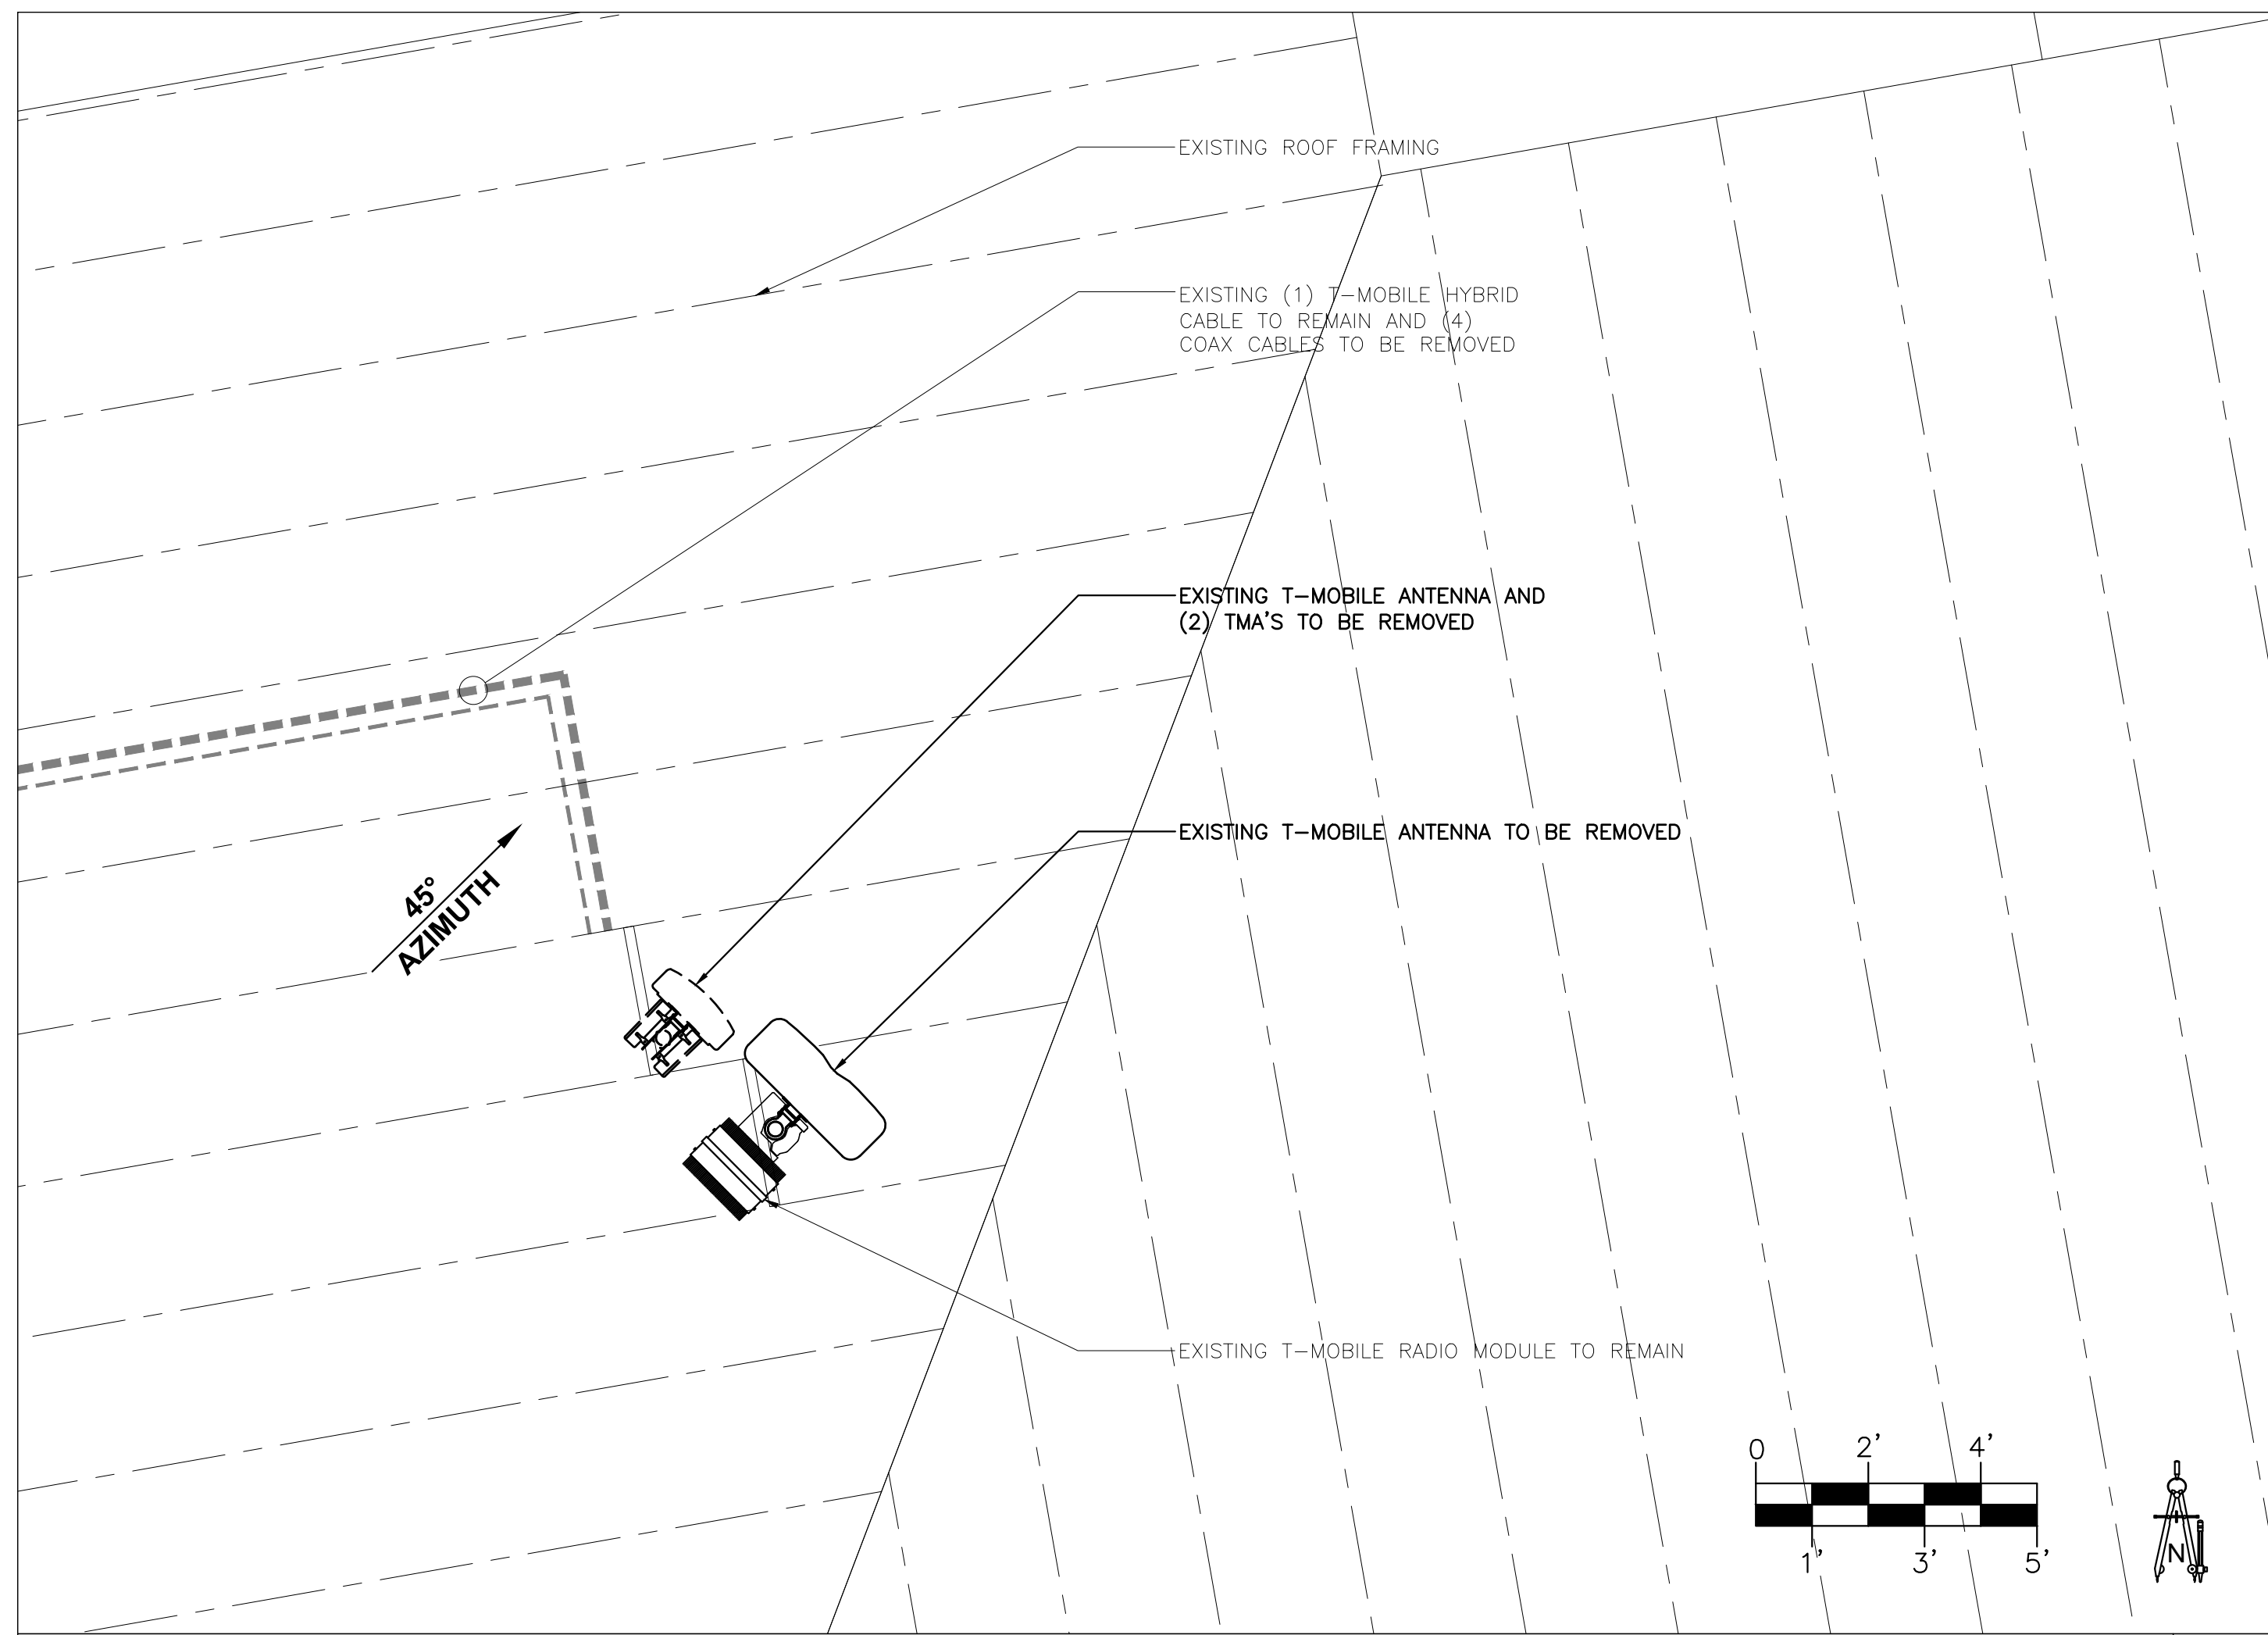 EXISTING ROOF FRAMING
EXISTING (1) T-MOBILE HYBRID
CABLE TO REMAIN AND (4)
COAX CABLES TO BE REMOVED
EXISTING T-MOBILE ANTENNA AND
(2) TMA'S TO BE REMOVED
EXISTING T-MOBILE ANTENNA TO BE REMOVED
45°
AZIMUTH
EXISTING T-MOBILE RADIO MODULE TO REMAIN
0 2' 4'
1' 3' 5'
N